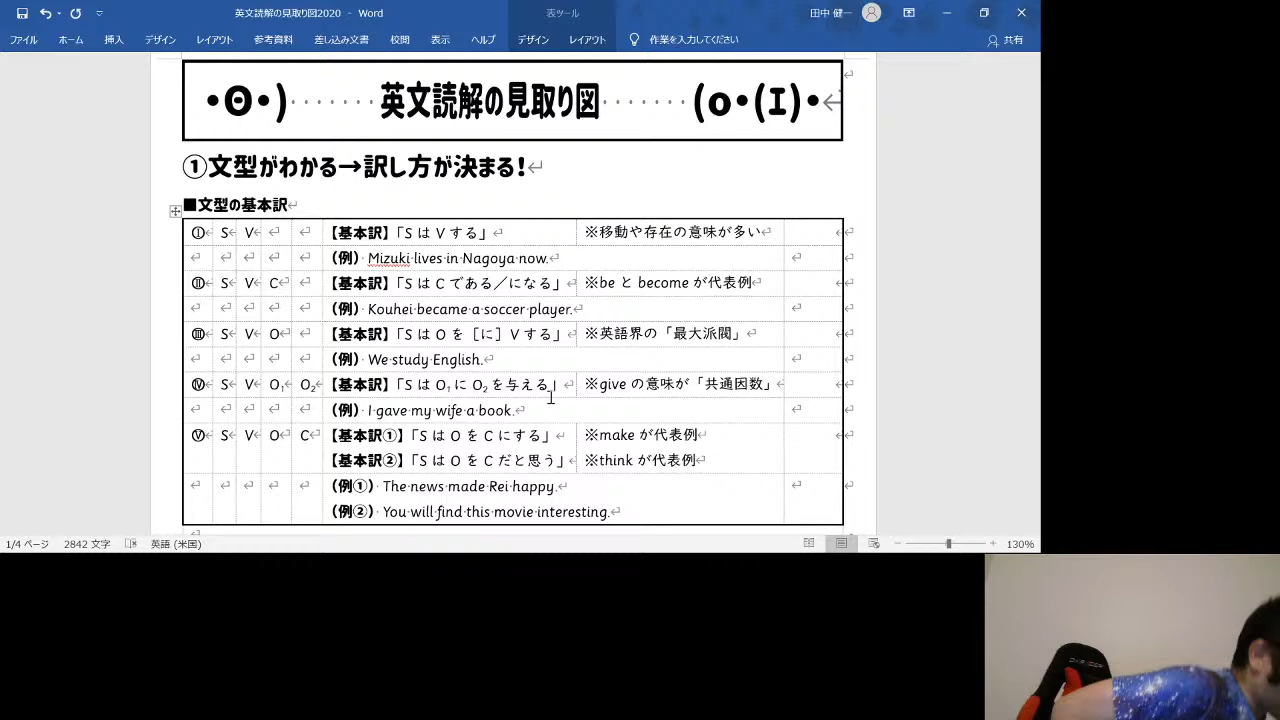 英文読解の見取り図2020 - Word
表ツール
田中 健一
ファイル ホーム 挿入 デザイン レイアウト 参考資料 差し込み文書 校閲 表示 ヘルプ デザイン レイアウト 作業を入力してください 共有
•Θ•)·······英文読解の見取り図·······(o•(I)•
①文型がわかる→訳し方が決まる!
■文型の基本訳
Ⓘ S V 【基本訳】「S は V する」 ※移動や存在の意味が多い
(例) Mizuki lives in Nagoya now.
Ⅱ S V C 【基本訳】「S は C である／になる」 ※be と become が代表例
(例) Kouhei became a soccer player.
Ⅲ S V O 【基本訳】「S は O を［に］V する」 ※英語界の「最大派閥」
(例) We study English.
Ⅳ S V O₁ O₂ 【基本訳】「S は O₁ に O₂ を与える」 ※give の意味が「共通因数」
(例) I gave my wife a book.
Ⓥ S V O C 【基本訳①】「S は O を C にする」 ※make が代表例
【基本訳②】「S は O を C だと思う」 ※think が代表例
(例①) The news made Rei happy.
(例②) You will find this movie interesting.
1/4 ページ 2842 文字 英語 (米国) 130%